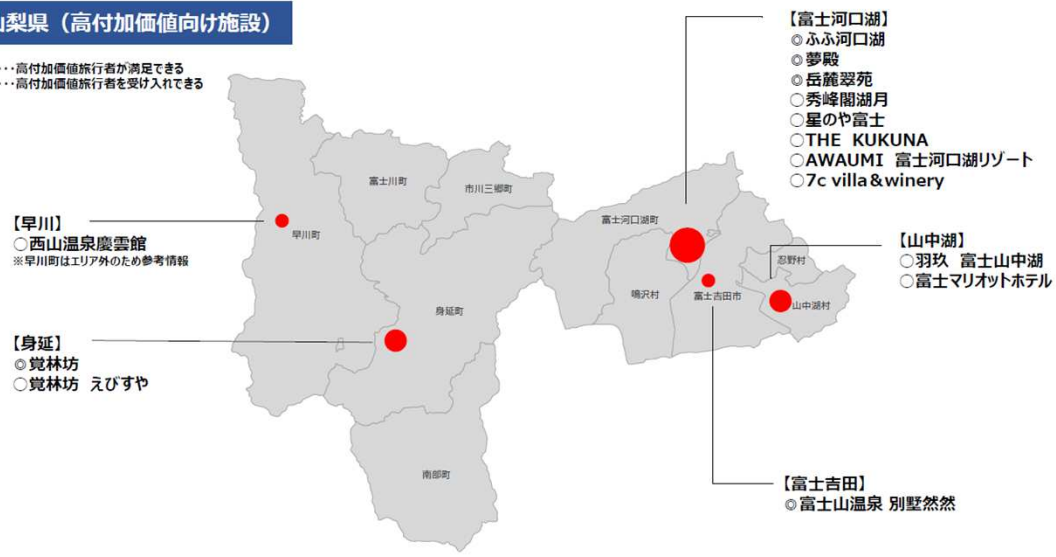 山梨県（高付加価値向け施設）
・・・高付加価値旅行者が満足できる
・・・高付加価値旅行者を受け入れできる
【富士河口湖】
◎ふふ河口湖
◎夢殿
◎岳麓翠苑
○秀峰閣湖月
○星のや富士
○THE KUKUNA
○AWAUMI 富士河口湖リゾート
○7c villa&winery
富士川町
市川三郷町
【早川】
○西山温泉慶雲館
※早川町はエリア外のため参考情報
早川町
富士河口湖町
忍野村
【山中湖】
○羽玖 富士山中湖
○富士マリオットホテル
鳴沢村
富士吉田市
山中湖村
身延町
【身延】
◎覚林坊
○覚林坊 えびすや
南部町
【富士吉田】
◎富士山温泉 別墅然然